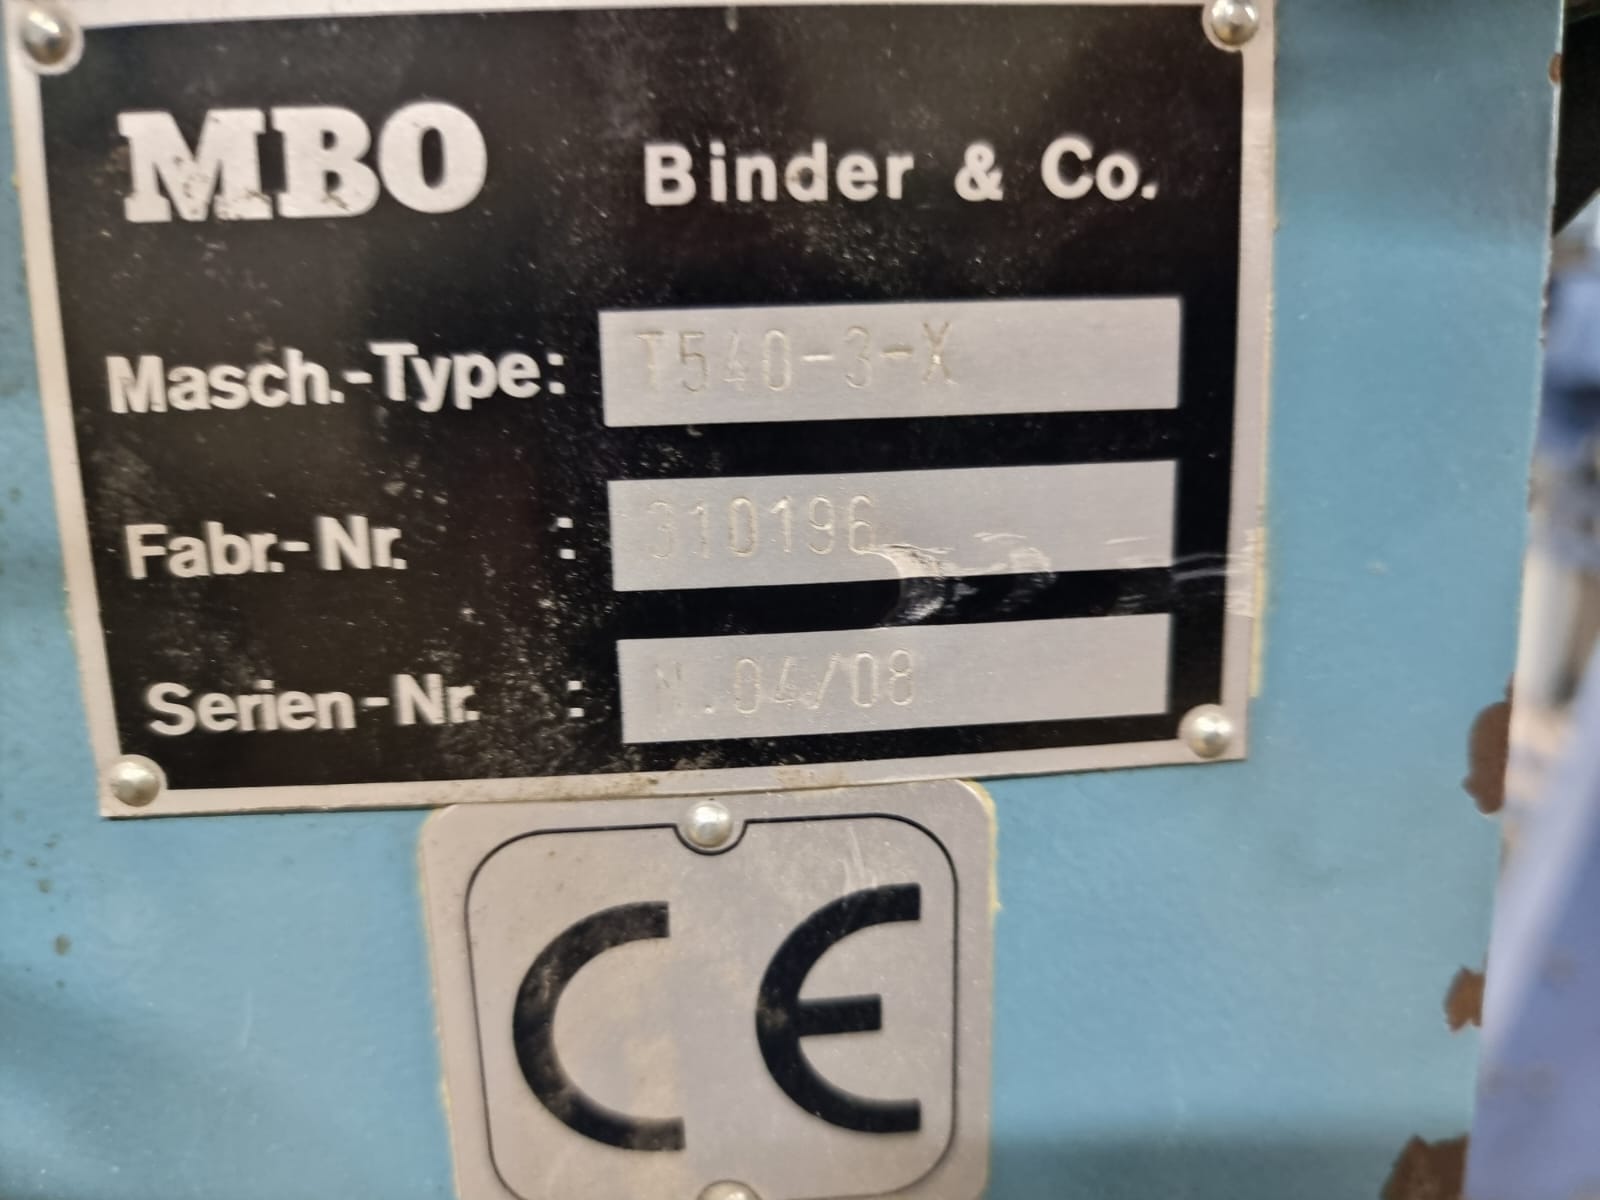 MBO Binder & Co.
Masch.-Type: T540-3-X
Fabr.-Nr. : 310196
Serien-Nr. : N.04/08
CE